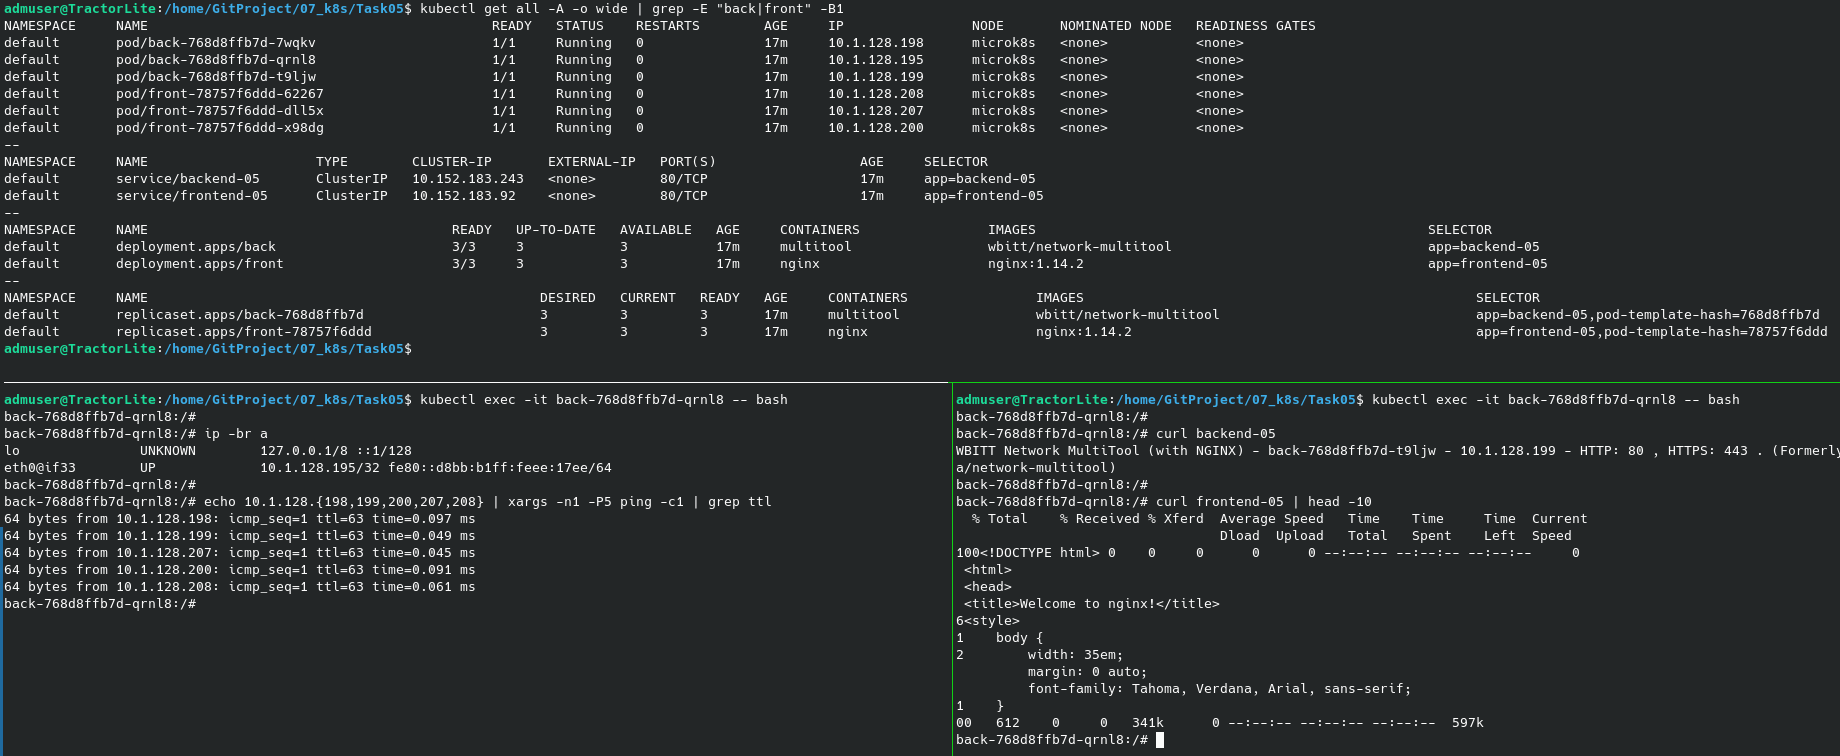 admuser@TractorLite:/home/GitProject/07_k8s/Task05$ kubectl get all -A -o wide | grep -E "back|front" -B1
NAMESPACE     NAME                                           READY   STATUS    RESTARTS        AGE     IP             NODE       NOMINATED NODE   READINESS GATES
default       pod/back-768d8ffb7d-7wqkv                      1/1     Running   0               17m     10.1.128.198   microk8s   <none>           <none>
default       pod/back-768d8ffb7d-qrnl8                      1/1     Running   0               17m     10.1.128.195   microk8s   <none>           <none>
default       pod/back-768d8ffb7d-t9ljw                      1/1     Running   0               17m     10.1.128.199   microk8s   <none>           <none>
default       pod/front-78757f6ddd-62267                     1/1     Running   0               17m     10.1.128.208   microk8s   <none>           <none>
default       pod/front-78757f6ddd-dll5x                     1/1     Running   0               17m     10.1.128.207   microk8s   <none>           <none>
default       pod/front-78757f6ddd-x98dg                     1/1     Running   0               17m     10.1.128.200   microk8s   <none>           <none>
--
NAMESPACE     NAME                     TYPE        CLUSTER-IP       EXTERNAL-IP   PORT(S)                  AGE     SELECTOR
default       service/backend-05       ClusterIP   10.152.183.243   <none>        80/TCP                   17m     app=backend-05
default       service/frontend-05      ClusterIP   10.152.183.92    <none>        80/TCP                   17m     app=frontend-05
--
NAMESPACE     NAME                                      READY   UP-TO-DATE   AVAILABLE   AGE     CONTAINERS                IMAGES                                                 SELECTOR
default       deployment.apps/back                      3/3     3            3           17m     multitool                 wbitt/network-multitool                                app=backend-05
default       deployment.apps/front                     3/3     3            3           17m     nginx                     nginx:1.14.2                                           app=frontend-05
--
NAMESPACE     NAME                                                 DESIRED   CURRENT   READY   AGE     CONTAINERS                IMAGES                                                 SELECTOR
default       replicaset.apps/back-768d8ffb7d                      3         3         3       17m     multitool                 wbitt/network-multitool                                app=backend-05,pod-template-hash=768d8ffb7d
default       replicaset.apps/front-78757f6ddd                     3         3         3       17m     nginx                     nginx:1.14.2                                           app=frontend-05,pod-template-hash=78757f6ddd
admuser@TractorLite:/home/GitProject/07_k8s/Task05$
admuser@TractorLite:/home/GitProject/07_k8s/Task05$ kubectl exec -it back-768d8ffb7d-qrnl8 -- bash
back-768d8ffb7d-qrnl8:/#
back-768d8ffb7d-qrnl8:/# ip -br a
lo               UNKNOWN        127.0.0.1/8 ::1/128
eth0@if33        UP             10.1.128.195/32 fe80::d8bb:b1ff:feee:17ee/64
back-768d8ffb7d-qrnl8:/#
back-768d8ffb7d-qrnl8:/# echo 10.1.128.{198,199,200,207,208} | xargs -n1 -P5 ping -c1 | grep ttl
64 bytes from 10.1.128.198: icmp_seq=1 ttl=63 time=0.097 ms
64 bytes from 10.1.128.199: icmp_seq=1 ttl=63 time=0.049 ms
64 bytes from 10.1.128.207: icmp_seq=1 ttl=63 time=0.045 ms
64 bytes from 10.1.128.200: icmp_seq=1 ttl=63 time=0.091 ms
64 bytes from 10.1.128.208: icmp_seq=1 ttl=63 time=0.061 ms
back-768d8ffb7d-qrnl8:/#
admuser@TractorLite:/home/GitProject/07_k8s/Task05$ kubectl exec -it back-768d8ffb7d-qrnl8 -- bash
back-768d8ffb7d-qrnl8:/#
back-768d8ffb7d-qrnl8:/# curl backend-05
WBITT Network MultiTool (with NGINX) - back-768d8ffb7d-t9ljw - 10.1.128.199 - HTTP: 80 , HTTPS: 443 . (Formerly
a/network-multitool)
back-768d8ffb7d-qrnl8:/#
back-768d8ffb7d-qrnl8:/# curl frontend-05 | head -10
  % Total    % Received % Xferd  Average Speed   Time    Time     Time  Current
                                 Dload  Upload   Total   Spent    Left  Speed
100<!DOCTYPE html> 0    0     0      0      0 --:--:-- --:--:-- --:--:--     0
 <html>
 <head>
 <title>Welcome to nginx!</title>
6<style>
1    body {
2        width: 35em;
         margin: 0 auto;
         font-family: Tahoma, Verdana, Arial, sans-serif;
1    }
00   612    0     0   341k      0 --:--:-- --:--:-- --:--:--  597k
back-768d8ffb7d-qrnl8:/#